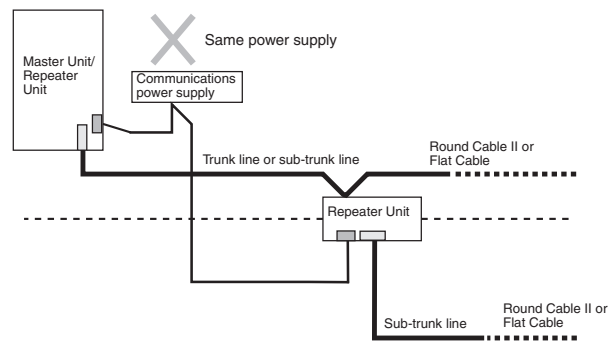 Same power supply
Master Unit/
Repeater
Unit
Communications
power supply
Trunk line or sub-trunk line
Round Cable II or
Flat Cable
Repeater Unit
Sub-trunk line
Round Cable II or
Flat Cable